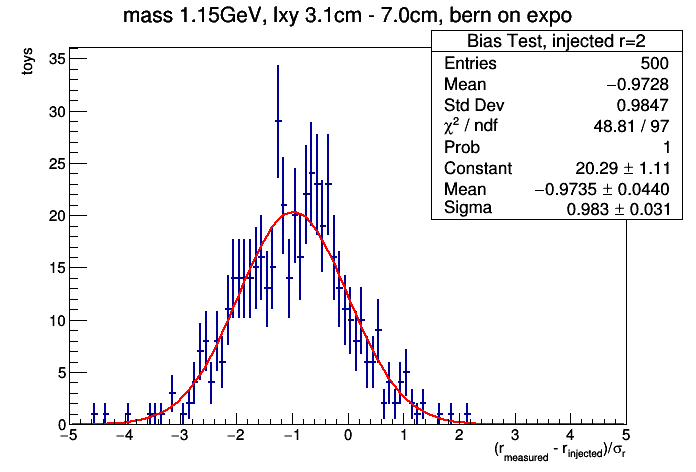 mass 1.15GeV, lxy 3.1cm - 7.0cm, bern on expo
toys
Bias Test, injected r=2
Entries 500
Mean −0.9728
Std Dev 0.9847
χ² / ndf 48.81 / 97
Prob 1
Constant 20.29 ± 1.11
Mean −0.9735 ± 0.0440
Sigma 0.983 ± 0.031
35
30
25
20
15
10
5
0
−5 −4 −3 −2 −1 0 1 2 3 4 5
(r_measured - r_injected)/σ_r